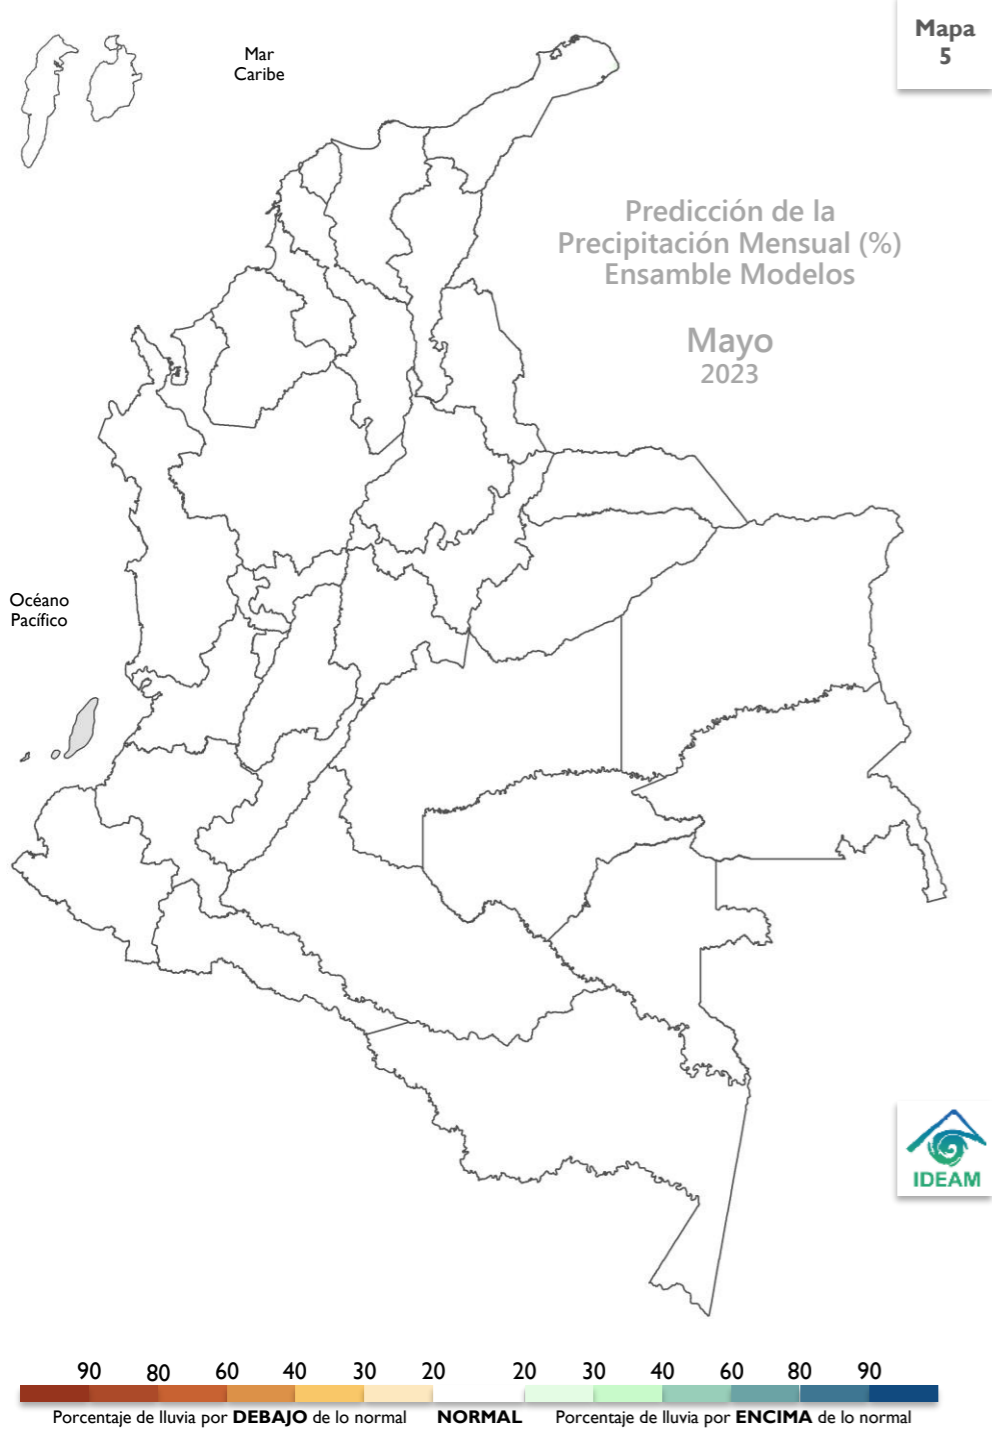 Mapa
5
Mar
Caribe
Predicción de la
Precipitación Mensual (%)
Ensamble Modelos
Mayo
2023
Océano
Pacífico
IDEAM
90 80 60 40 30 20 20 30 40 60 80 90
Porcentaje de lluvia por DEBAJO de lo normal NORMAL Porcentaje de lluvia por ENCIMA de lo normal